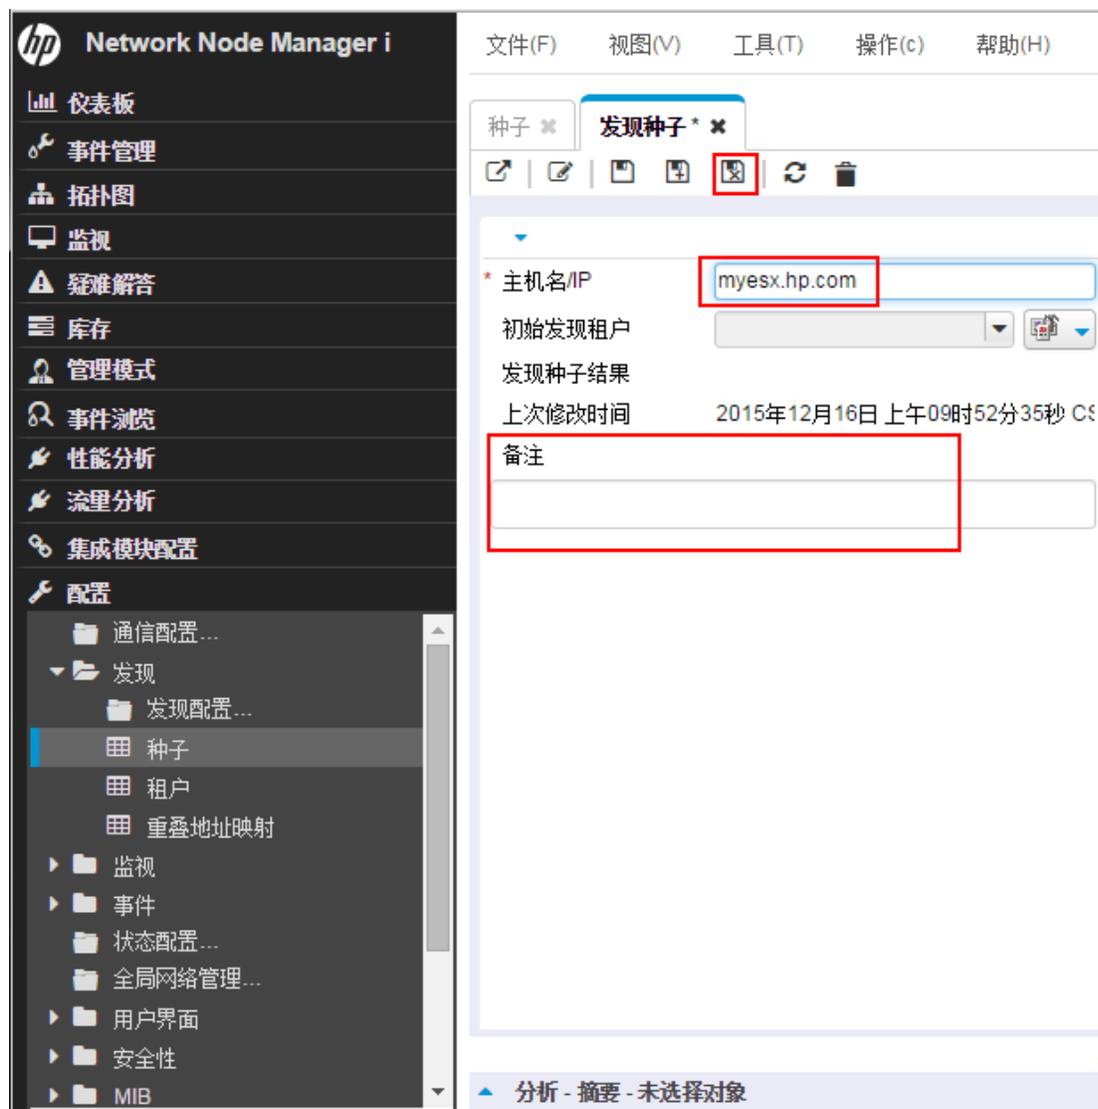 hp Network Node Manager i
仪表板
事件管理
拓扑图
监视
疑难解答
库存
管理模式
事件浏览
性能分析
流量分析
集成模块配置
配置
通信配置...
发现
发现配置...
种子
租户
重叠地址映射
监视
事件
状态配置...
全局网络管理...
用户界面
安全性
MIB
文件(F) 视图(V) 工具(T) 操作(c) 帮助(H)
种子 发现种子 *
* 主机名/IP myesx.hp.com
初始发现租户
发现种子结果
上次修改时间 2015年12月16日 上午09时52分35秒 CS
备注
分析 - 摘要 - 未选择对象